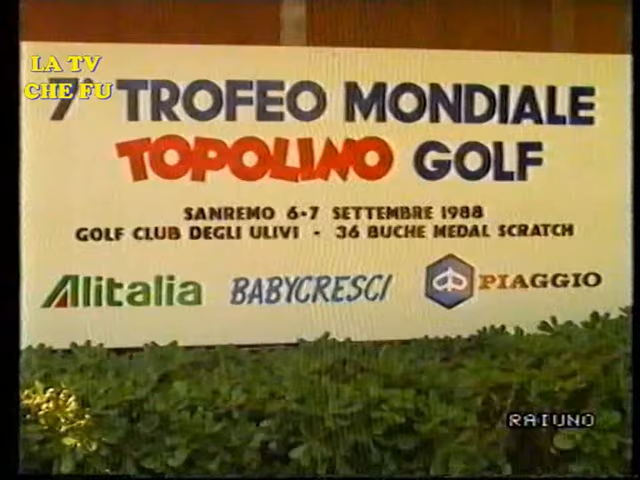 LA TV
CHE FU
7° TROFEO MONDIALE
TOPOLINO GOLF
SANREMO 6-7 SETTEMBRE 1988
GOLF CLUB DEGLI ULIVI - 36 BUCHE MEDAL SCRATCH
Alitalia BABYCRESCI PIAGGIO
RAIUNO